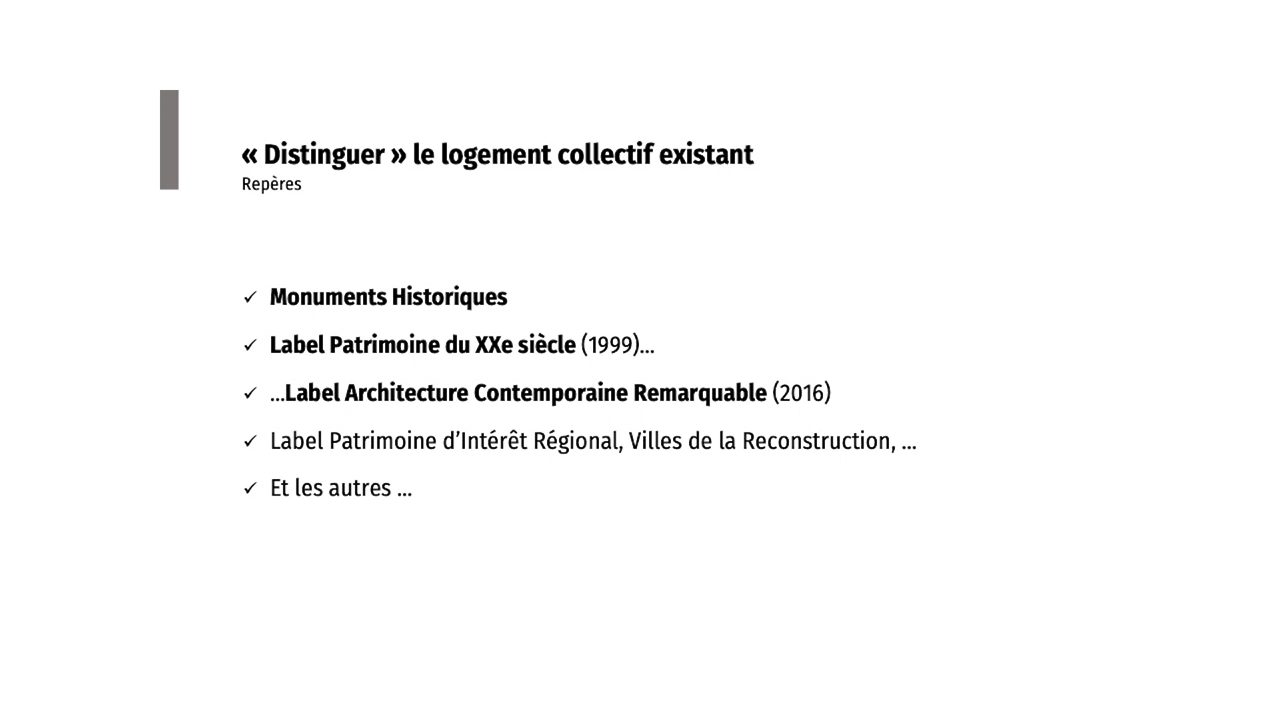 « Distinguer » le logement collectif existant
Repères
✓ Monuments Historiques
✓ Label Patrimoine du XXe siècle (1999)...
✓ ...Label Architecture Contemporaine Remarquable (2016)
✓ Label Patrimoine d’Intérêt Régional, Villes de la Reconstruction, ...
✓ Et les autres ...